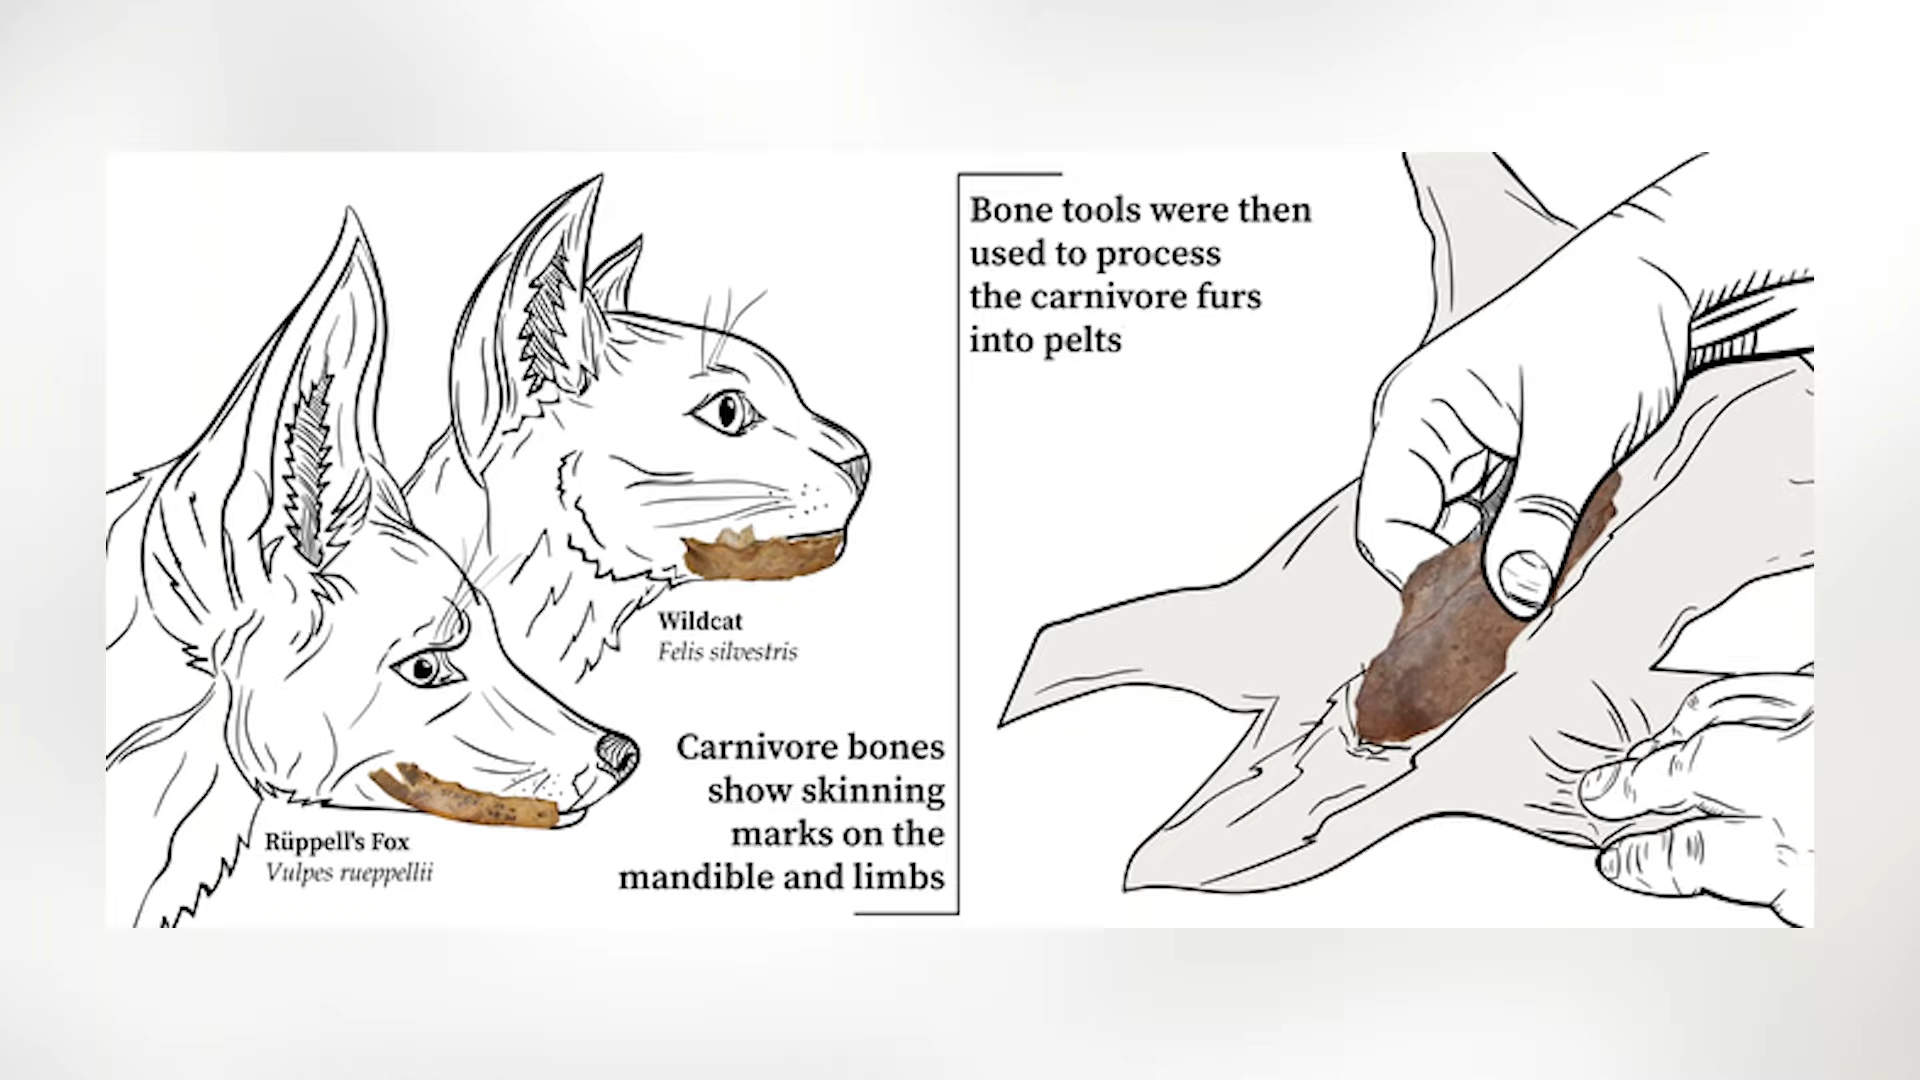 Wildcat
Felis silvestris
Rüppell's Fox
Vulpes rueppellii
Carnivore bones
show skinning
marks on the
mandible and limbs
Bone tools were then
used to process
the carnivore furs
into pelts